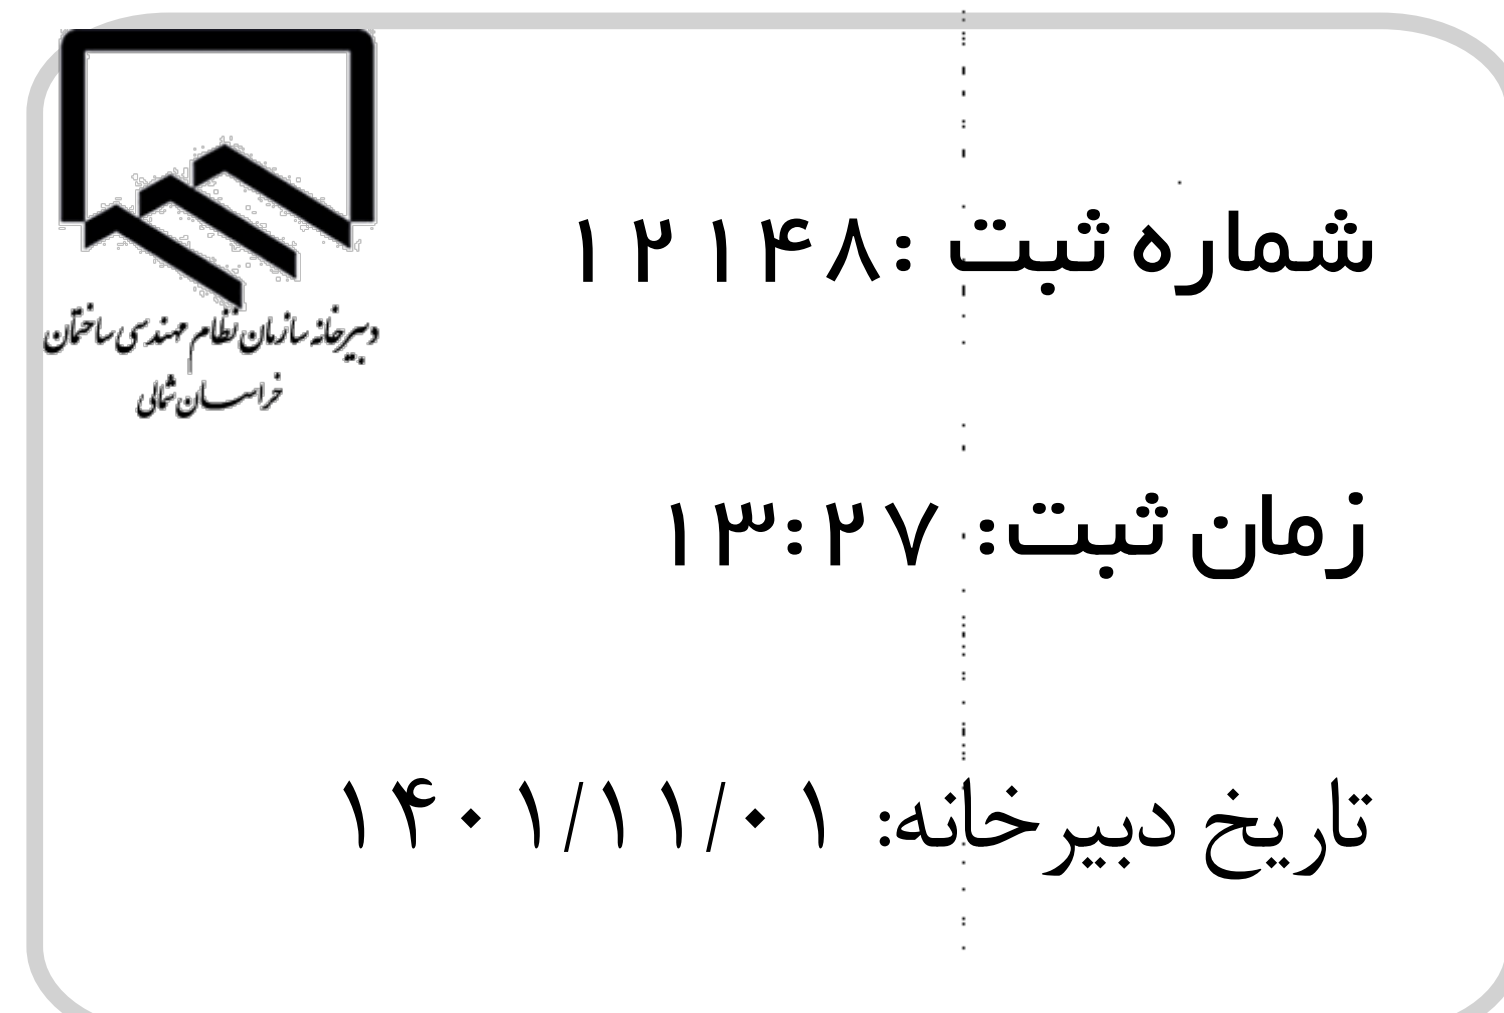 دبیرخانه سازمان نظام مهندسی ساختمان
خراسان شمالی
شماره ثبت :۱۲۱۴۸
زمان ثبت: ۱۳:۲۷
تاریخ دبیرخانه: ۱۴۰۱/۱۱/۰۱